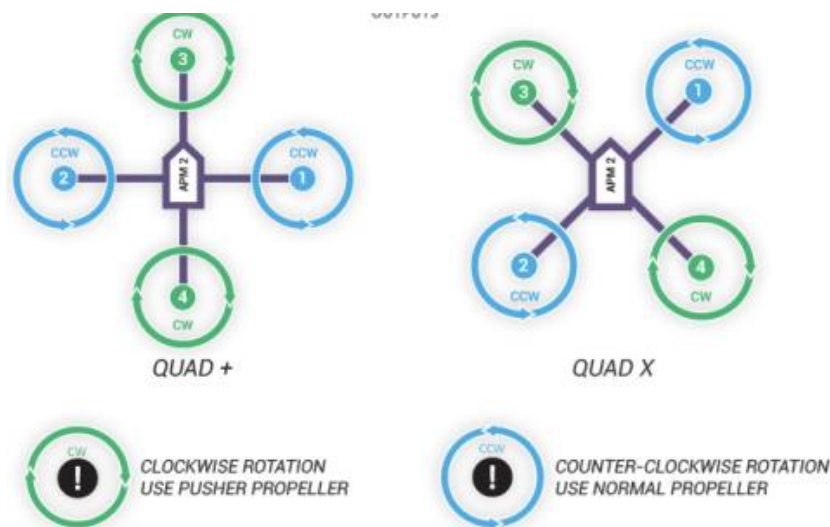 CW
3
CCW
2
APM 2
CCW
1
4
CW
QUAD +
CW
3
CCW
1
APM 2
2
CCW
4
CW
QUAD X
CW
!
CLOCKWISE ROTATION
USE PUSHER PROPELLER
CCW
!
COUNTER-CLOCKWISE ROTATION
USE NORMAL PROPELLER